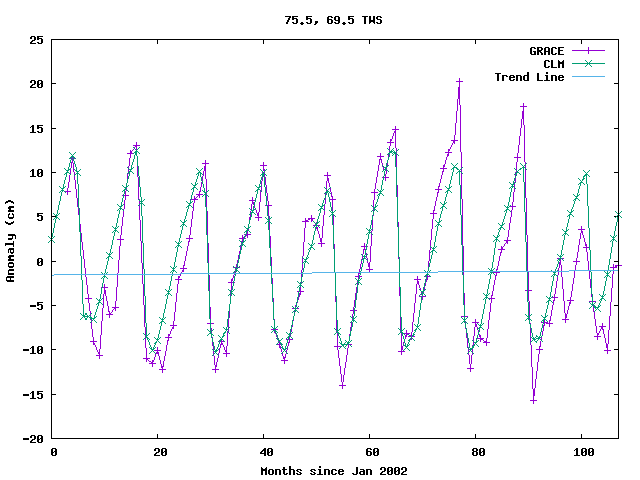 75.5, 69.5 TWS
GRACE
CLM
Trend Line
Anomaly (cm)
25
20
15
10
5
0
-5
-10
-15
-20
0 20 40 60 80 100
Months since Jan 2002